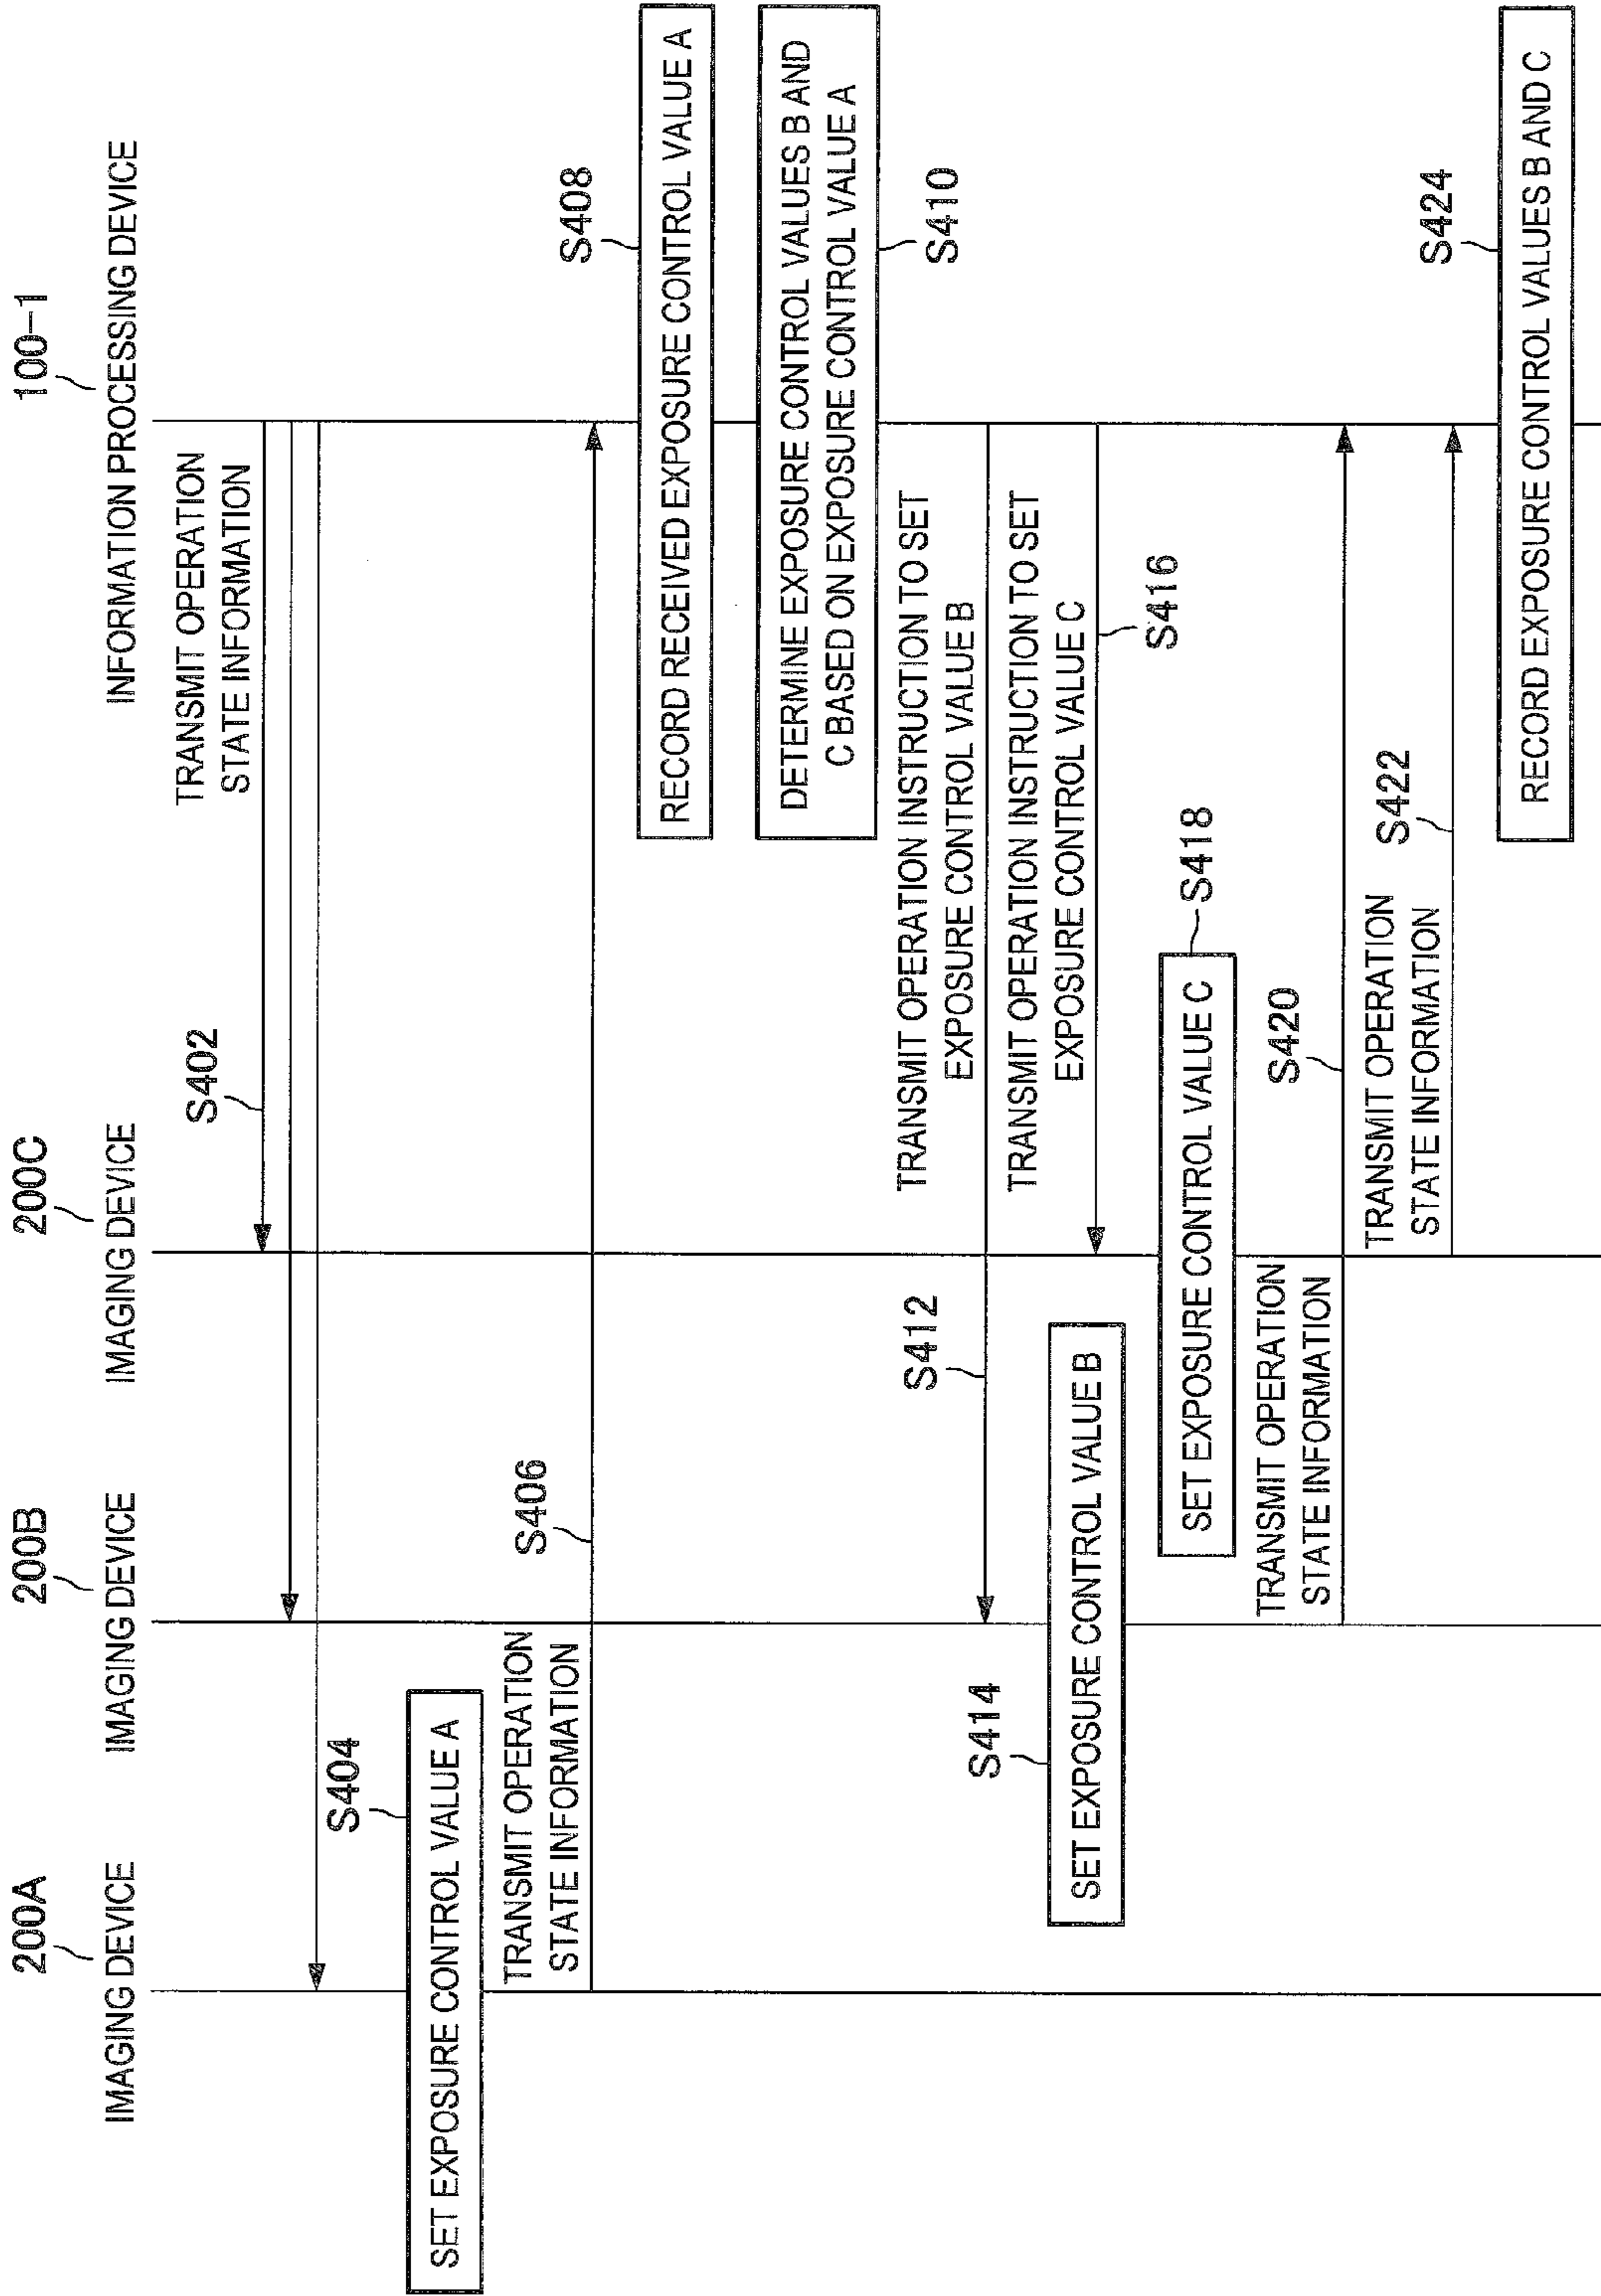 200A
IMAGING DEVICE
200B
IMAGING DEVICE
200C
IMAGING DEVICE
100-1
INFORMATION PROCESSING DEVICE
TRANSMIT OPERATION
STATE INFORMATION
S402
S404
SET EXPOSURE CONTROL VALUE A
TRANSMIT OPERATION
STATE INFORMATION
S406
S408
RECORD RECEIVED EXPOSURE CONTROL VALUE A
DETERMINE EXPOSURE CONTROL VALUES B AND
C BASED ON EXPOSURE CONTROL VALUE A
S410
TRANSMIT OPERATION INSTRUCTION TO SET
EXPOSURE CONTROL VALUE B
S412
TRANSMIT OPERATION INSTRUCTION TO SET
EXPOSURE CONTROL VALUE C
S414
SET EXPOSURE CONTROL VALUE B
S416
SET EXPOSURE CONTROL VALUE C
S418
TRANSMIT OPERATION
STATE INFORMATION
S420
TRANSMIT OPERATION
STATE INFORMATION
S422
S424
RECORD EXPOSURE CONTROL VALUES B AND C